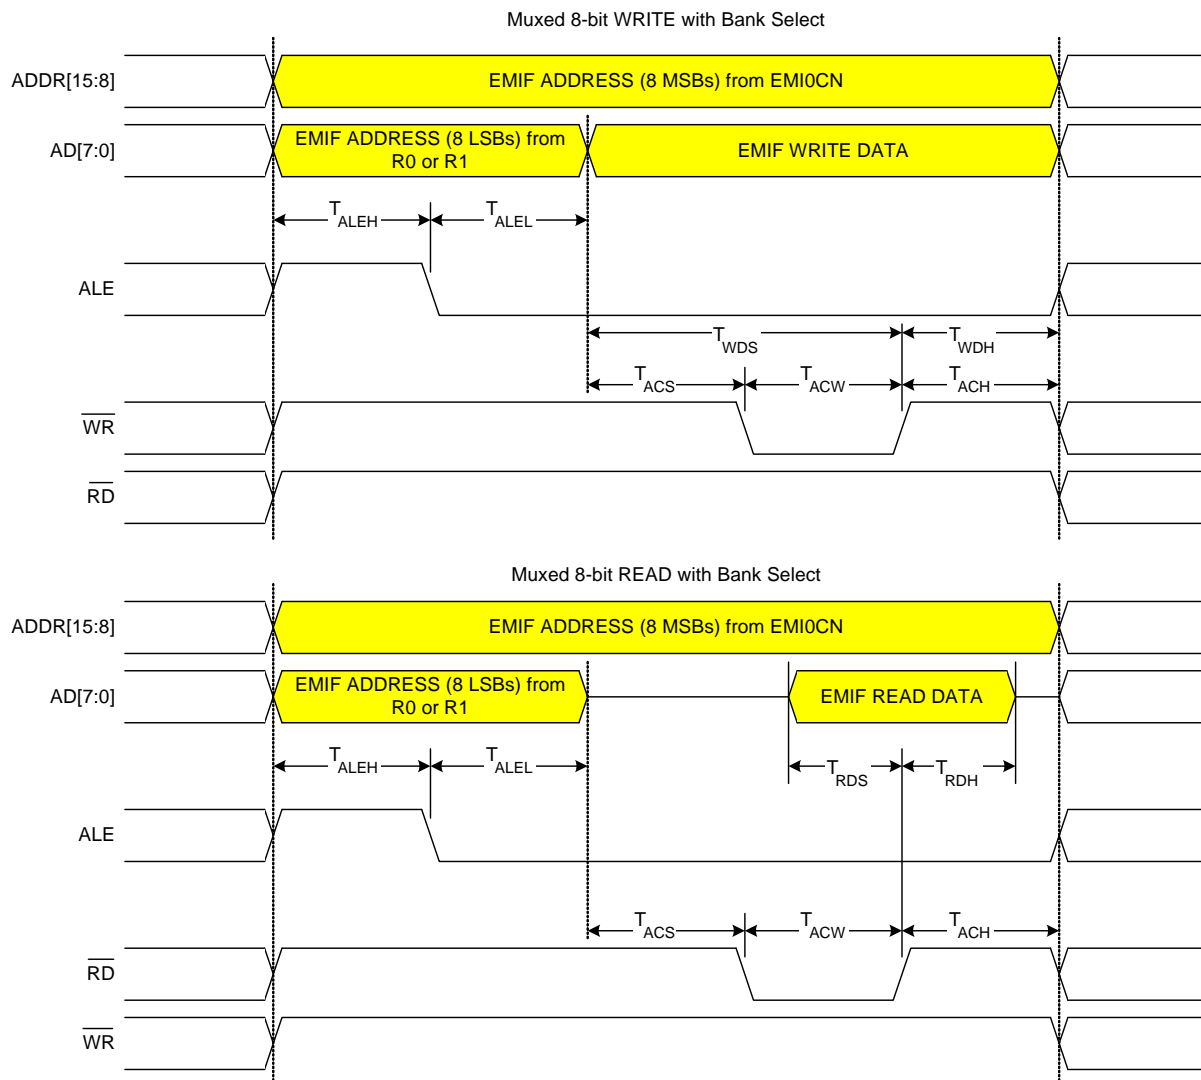 Muxed 8-bit WRITE with Bank Select
ADDR[15:8]
EMIF ADDRESS (8 MSBs) from EMI0CN
AD[7:0]
EMIF ADDRESS (8 LSBs) from
R0 or R1
EMIF WRITE DATA
TALEH
TALEL
ALE
TWDS
TWDH
TACS
TACW
TACH
WR
RD
Muxed 8-bit READ with Bank Select
ADDR[15:8]
EMIF ADDRESS (8 MSBs) from EMI0CN
AD[7:0]
EMIF ADDRESS (8 LSBs) from
R0 or R1
EMIF READ DATA
TALEH
TALEL
TRDS
TRDH
ALE
TACS
TACW
TACH
RD
WR